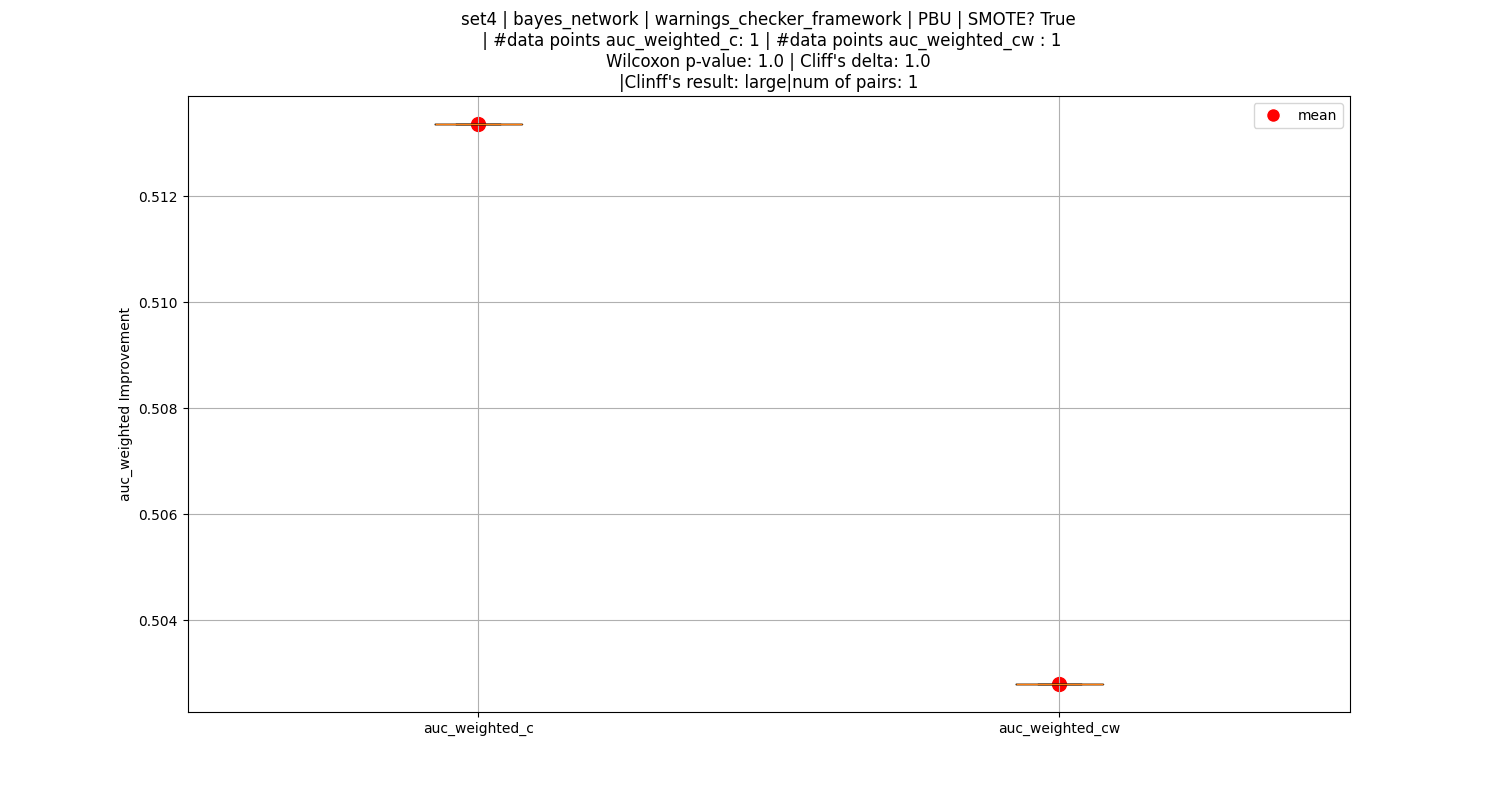 set4 | bayes_network | warnings_checker_framework | PBU | SMOTE? True
| #data points auc_weighted_c: 1 | #data points auc_weighted_cw : 1
Wilcoxon p-value: 1.0 | Cliff's delta: 1.0
|Clinff's result: large|num of pairs: 1
mean
0.512
0.510
0.508
0.506
0.504
auc_weighted Improvement
auc_weighted_c
auc_weighted_cw